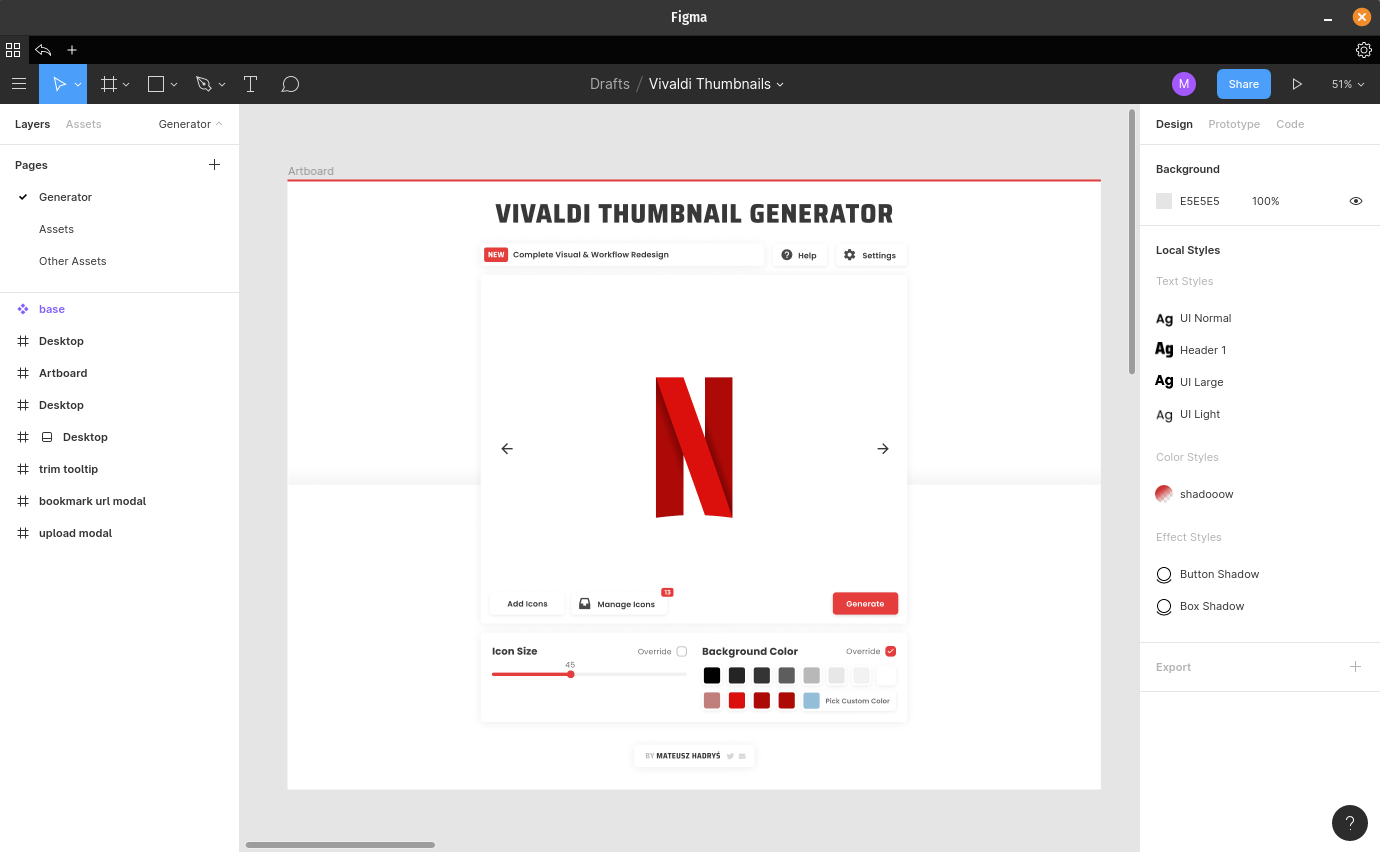 Figma
Drafts / Vivaldi Thumbnails
M
Share
51%
Layers
Assets
Generator
Pages
Generator
Assets
Other Assets
base
Desktop
Artboard
Desktop
Desktop
trim tooltip
bookmark url modal
upload modal
Artboard
VIVALDI THUMBNAIL GENERATOR
NEW Complete Visual & Workflow Redesign
Help
Settings
Add Icons
Manage Icons
13
Generate
Icon Size
Override
45
Background Color
Override
Pick Custom Color
BY MATEUSZ HADRYŚ
Design
Prototype
Code
Background
E5E5E5 100%
Local Styles
Text Styles
Ag UI Normal
Ag Header 1
Ag UI Large
Ag UI Light
Color Styles
shadooow
Effect Styles
Button Shadow
Box Shadow
Export
?